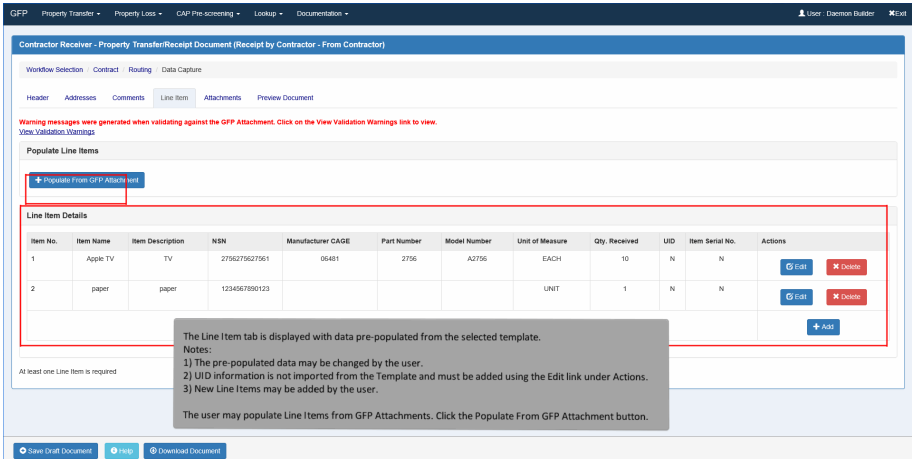 GFP Property Transfer Property Loss CAP Pre-screening Lookup Documentation User : Daemon Builder Exit
Contractor Receiver - Property Transfer/Receipt Document (Receipt by Contractor - From Contractor)
Workflow Selection / Contract / Routing / Data Capture
Header Addresses Comments Line Item Attachments Preview Document
Warning messages were generated when validating against the GFP Attachment. Click on the View Validation Warnings link to view.
View Validation Warnings
Populate Line Items
+ Populate From GFP Attachment
Line Item Details
Item No. Item Name Item Description NSN Manufacturer CAGE Part Number Model Number Unit of Measure Qty. Received UID Item Serial No. Actions
1 Apple TV TV 2756275627561 06481 2756 A2756 EACH 10 N N Edit Delete
2 paper paper 1234567890123 UNIT 1 N N Edit Delete
+ Add
The Line Item tab is displayed with data pre-populated from the selected template.
Notes:
1) The pre-populated data may be changed by the user.
2) UID information is not imported from the Template and must be added using the Edit link under Actions.
3) New Line Items may be added by the user.
The user may populate Line Items from GFP Attachments. Click the Populate From GFP Attachment button.
At least one Line Item is required
Save Draft Document Help Download Document